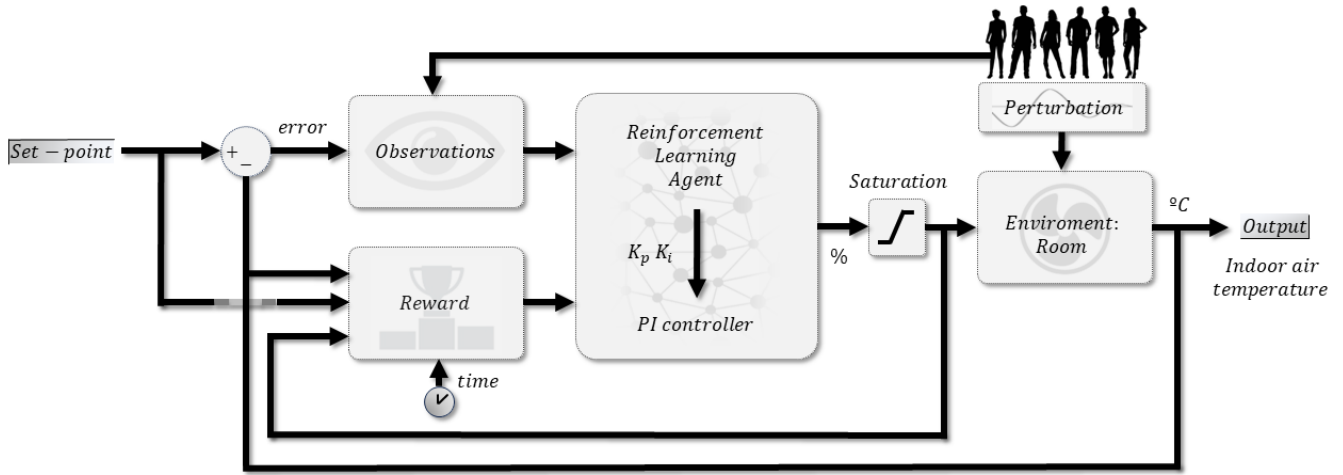 Perturbation
error
Set − point
+
−
Observations
Reinforcement
Learning
Agent
Saturation
ºC
Enviroment:
Room
Output
K_p K_i
%
Indoor air
temperature
Reward
PI controller
time